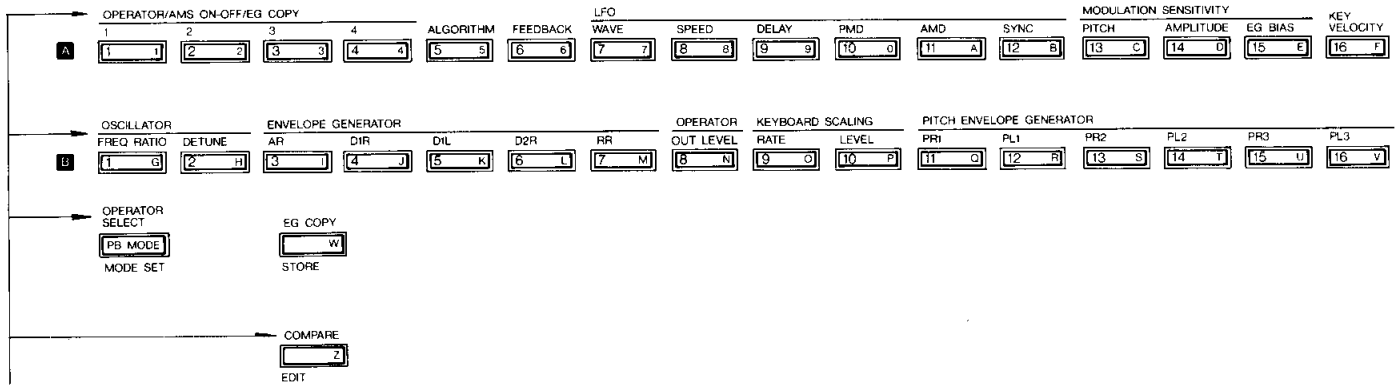 OPERATOR/AMS ON-OFF/EG COPY LFO MODULATION SENSITIVITY KEY
1 2 3 4 ALGORITHM FEEDBACK WAVE SPEED DELAY PMD AMD SYNC PITCH AMPLITUDE EG BIAS VELOCITY
A 1 1 2 2 3 3 4 4 5 5 6 6 7 7 8 8 9 9 10 0 11 A 12 B 13 C 14 D 15 E 16 F
OSCILLATOR ENVELOPE GENERATOR OPERATOR KEYBOARD SCALING PITCH ENVELOPE GENERATOR
FREQ RATIO DETUNE AR D1R D1L D2R RR OUT LEVEL RATE LEVEL PR1 PL1 PR2 PL2 PR3 PL3
B 1 G 2 H 3 I 4 J 5 K 6 L 7 M 8 N 9 O 10 P 11 Q 12 R 13 S 14 T 15 U 16 V
OPERATOR
SELECT EG COPY
PB MODE W
MODE SET STORE
COMPARE
Z
EDIT